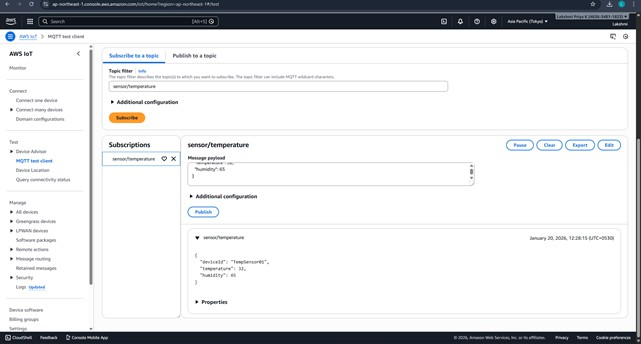 ap-northeast-1.console.aws.amazon.com/iot/home?region=ap-northeast-1#/test
aws
Search
[Alt+S]
Asia Pacific (Tokyo)
Lakshmi
AWS IoT
MQTT test client
AWS IoT
Monitor
Connect
Connect one device
Connect many devices
Domain configurations
Test
Device Advisor
MQTT test client
Device Location
Query connectivity status
Manage
All devices
Greengrass devices
LPWAN devices
Software packages
Remote actions
Message routing
Retained messages
Security
Logs Updated
Device software
Billing groups
Settings
Subscribe to a topic
Publish to a topic
Topic filter Info
The topic filter describes the topic(s) to which you want to subscribe. The topic filter can include MQTT wildcard characters.
sensor/temperature
Additional configuration
Subscribe
Subscriptions
sensor/temperature
sensor/temperature
Pause
Clear
Export
Edit
Message payload
"temperature": 32,
"humidity": 65
}
Additional configuration
Publish
sensor/temperature
January 20, 2026, 12:28:15 (UTC+0530)
{
"deviceId": "TempSensor01",
"temperature": 32,
"humidity": 65
}
Properties
CloudShell
Feedback
Console Mobile App
© 2026, Amazon Web Services, Inc. or its affiliates.
Privacy
Terms
Cookie preferences